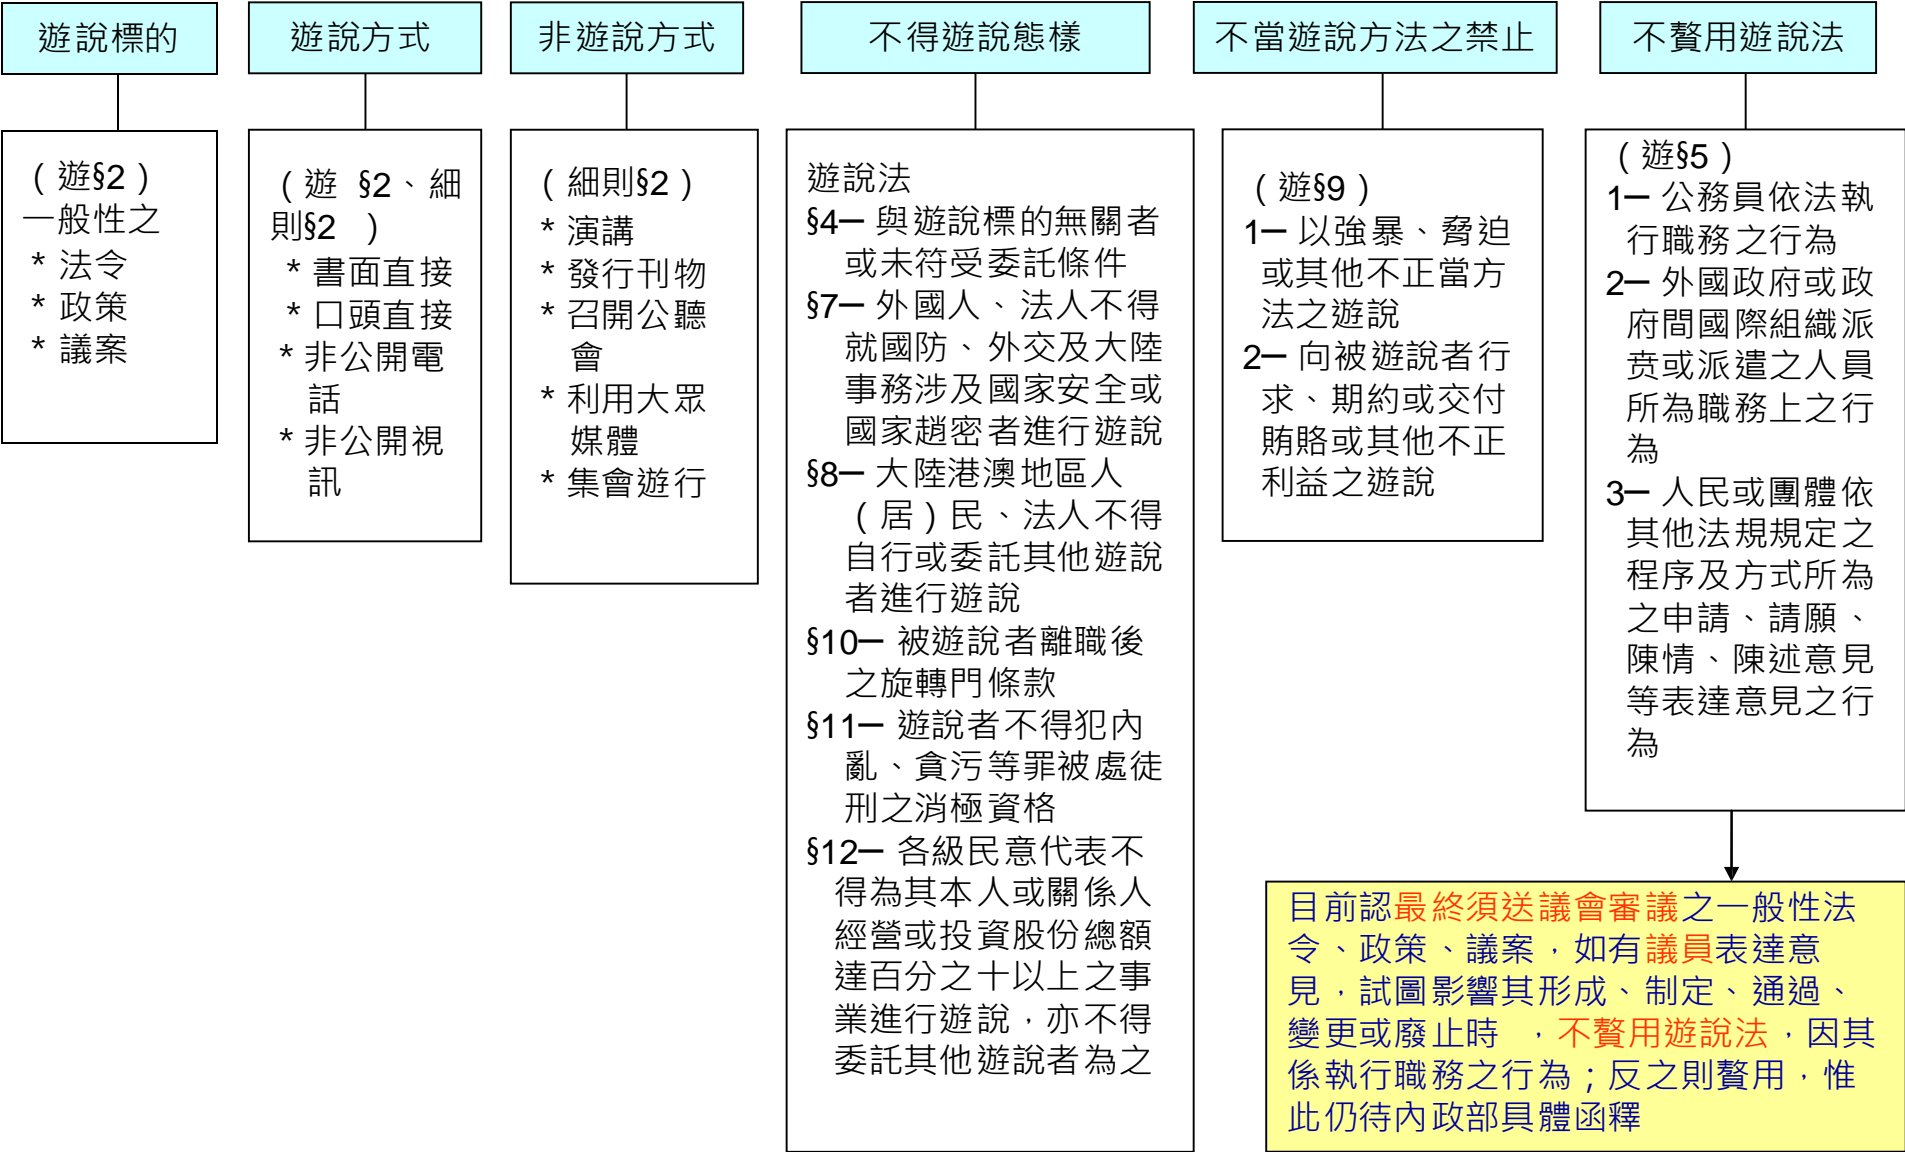 遊說標的
（遊§2）
一般性之
* 法令
* 政策
* 議案
遊說方式
（遊 §2、細
則§2 ）
* 書面直接
* 口頭直接
* 非公開電
話
* 非公開視
訊
非遊說方式
（細則§2）
* 演講
* 發行刊物
* 召開公聽
會
* 利用大眾
媒體
* 集會遊行
不得遊說態樣
遊說法
§4─ 與遊說標的無關者
或未符受委託條件
§7─ 外國人、法人不得
就國防、外交及大陸
事務涉及國家安全或
國家趙密者進行遊說
§8─ 大陸港澳地區人
（居）民、法人不得
自行或委託其他遊說
者進行遊說
§10─ 被遊說者離職後
之旋轉門條款
§11─ 遊說者不得犯內
亂、貪污等罪被處徒
刑之消極資格
§12─ 各級民意代表不
得為其本人或關係人
經營或投資股份總額
達百分之十以上之事
業進行遊說，亦不得
委託其他遊說者為之
不當遊說方法之禁止
（遊§9）
1─ 以強暴、脅迫
或其他不正當方
法之遊說
2─ 向被遊說者行
求、期約或交付
賄賂或其他不正
利益之遊說
不贅用遊說法
（遊§5）
1─ 公務員依法執
行職務之行為
2─ 外國政府或政
府間國際組織派
贲或派遣之人員
所為職務上之行
為
3─ 人民或團體依
其他法規規定之
程序及方式所為
之申請、請願、
陳情、陳述意見
等表達意見之行
為
目前認最終須送議會審議之一般性法
令、政策、議案，如有議員表達意
見，試圖影響其形成、制定、通過、
變更或廢止時 ，不贅用遊說法，因其
係執行職務之行為；反之則贅用，惟
此仍待內政部具體函釋